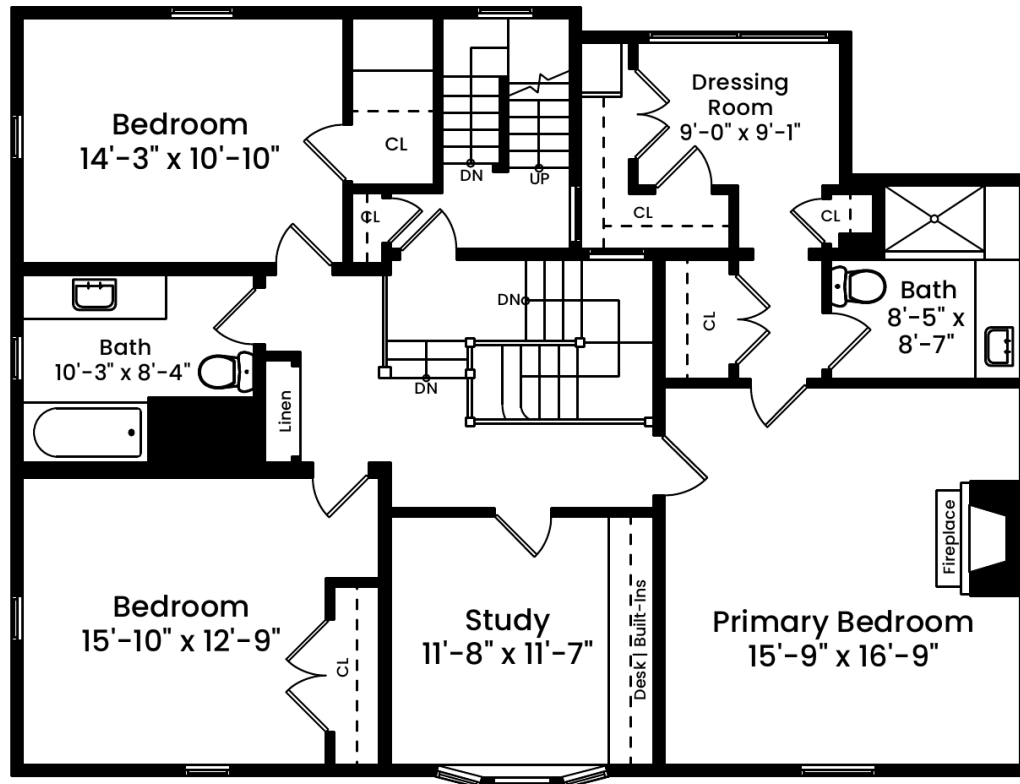 Bedroom
14'-3" x 10'-10"
CL
DN
UP
Dressing
Room
9'-0" x 9'-1"
CL
CL
CL
Bath
10'-3" x 8'-4"
DN
DN
CL
Bath
8'-5" x
8'-7"
Linen
Bedroom
15'-10" x 12'-9"
CL
Study
11'-8" x 11'-7"
Desk | Built-Ins
Fireplace
Primary Bedroom
15'-9" x 16'-9"